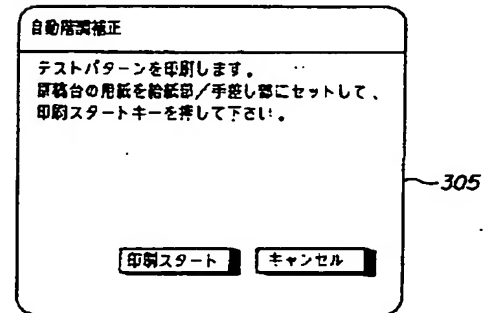 自動階調補正
テストパターンを印刷します。
原稿台の用紙を給紙部/手差し部にセットして、
印刷スタートキーを押して下さい。
305
印刷スタート
キャンセル